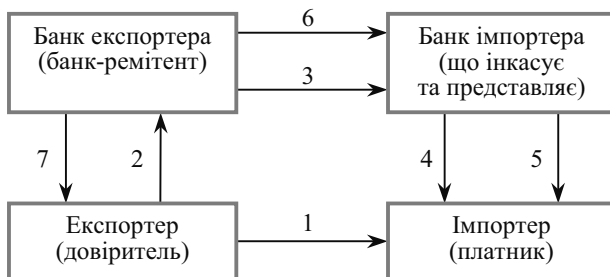 Банк експортера
(банк-ремітент)
6
3
Банк імпортера
(що інкасує
та представляє)
7
2
4
5
Експортер
(довіритель)
1
Імпортер
(платник)